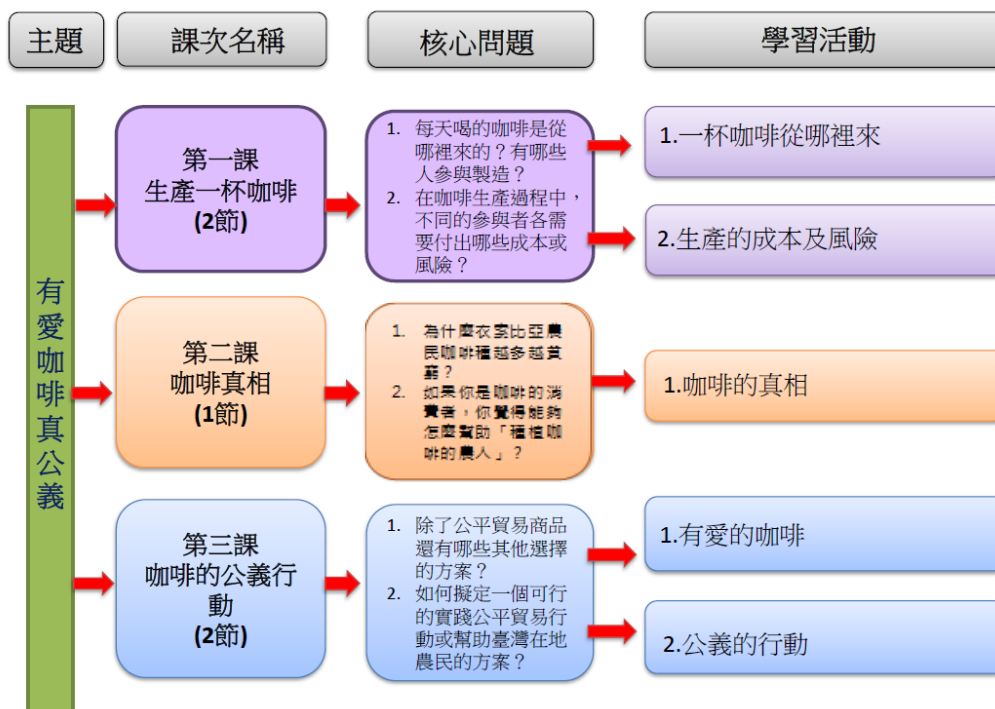 主題
課次名稱
核心問題
學習活動
有愛咖啡真公義
第一課
生產一杯咖啡
(2節)
1. 每天喝的咖啡是從
哪裡來的？有哪些
人參與製造？
2. 在咖啡生產過程中，
不同的參與者各需
要付出哪些成本或
風險？
1.一杯咖啡從哪裡來
2.生產的成本及風險
第二課
咖啡真相
(1節)
1. 為什麼衣索比亞農
民咖啡種越多越貧
窮？
2. 如果你是咖啡的消
費者，你覺得能夠
怎麼幫助「種植咖
啡的農人」？
1.咖啡的真相
第三課
咖啡的公義行
動
(2節)
1. 除了公平貿易商品
還有哪些其他選擇
的方案？
2. 如何擬定一個可行
的實踐公平貿易行
動或幫助臺灣在地
農民的方案？
1.有愛的咖啡
2.公義的行動